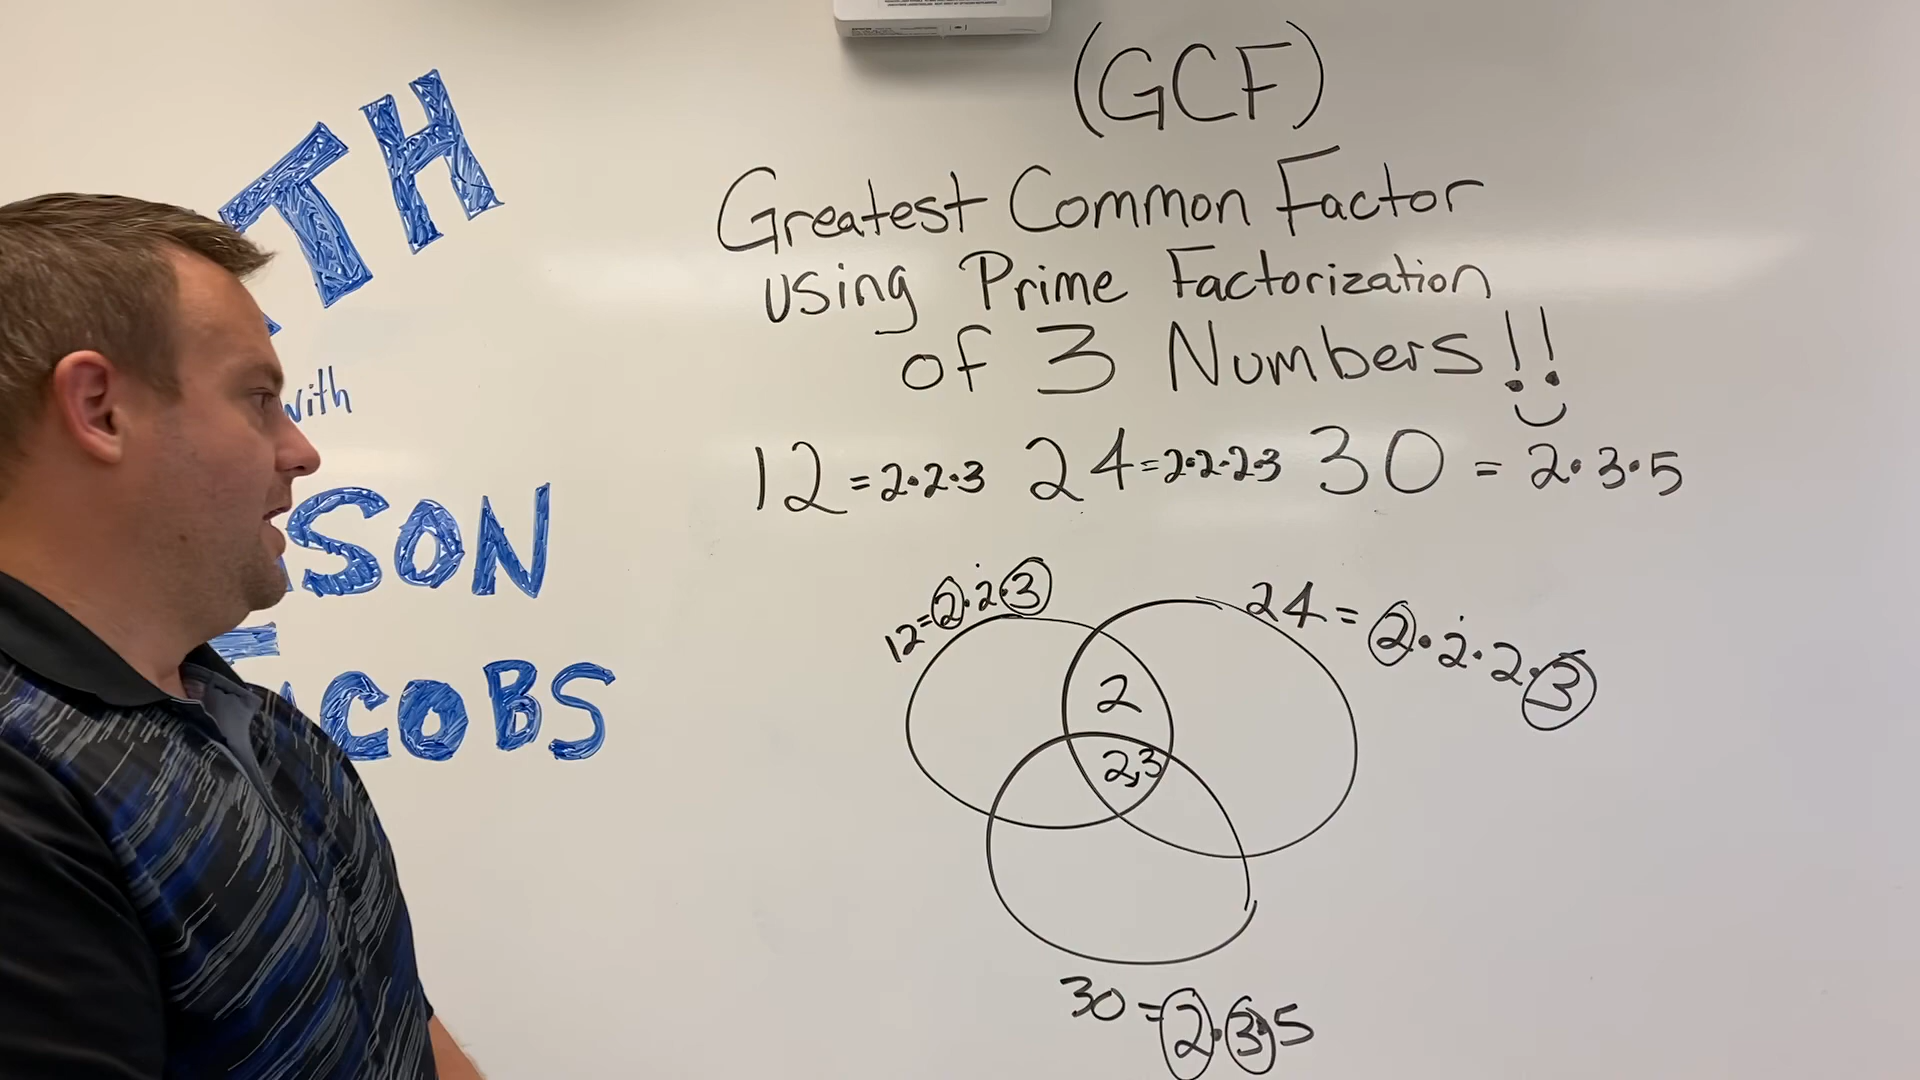 (GCF)
Greatest Common Factor
using Prime Factorization
of 3 Numbers!!
12 = 2·2·3 24 = 2·2·2·3 30 = 2·3·5
12 = 2·2·3
24 = 2·2·2·3
2
2,3
30 = 2·3·5
TH
with
SON
COBS